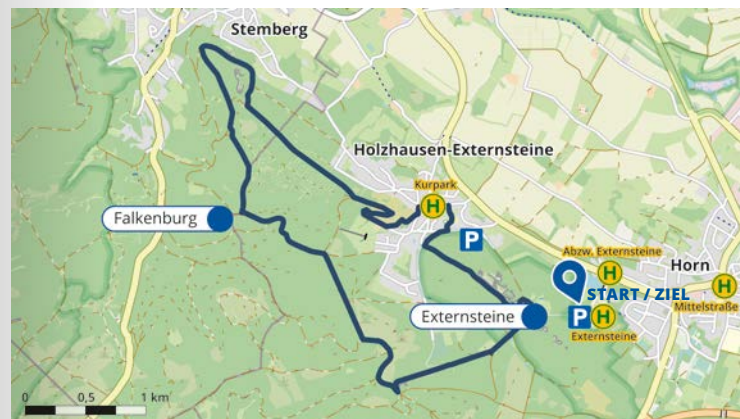 Stemberg
Holzhausen-Externsteine
Kurpark
H
Falkenburg
P
Abzw. Externsteine
H
Horn
START / ZIEL
H
Mittelstraße
Externsteine
P
H
Externsteine
0 0,5 1 km